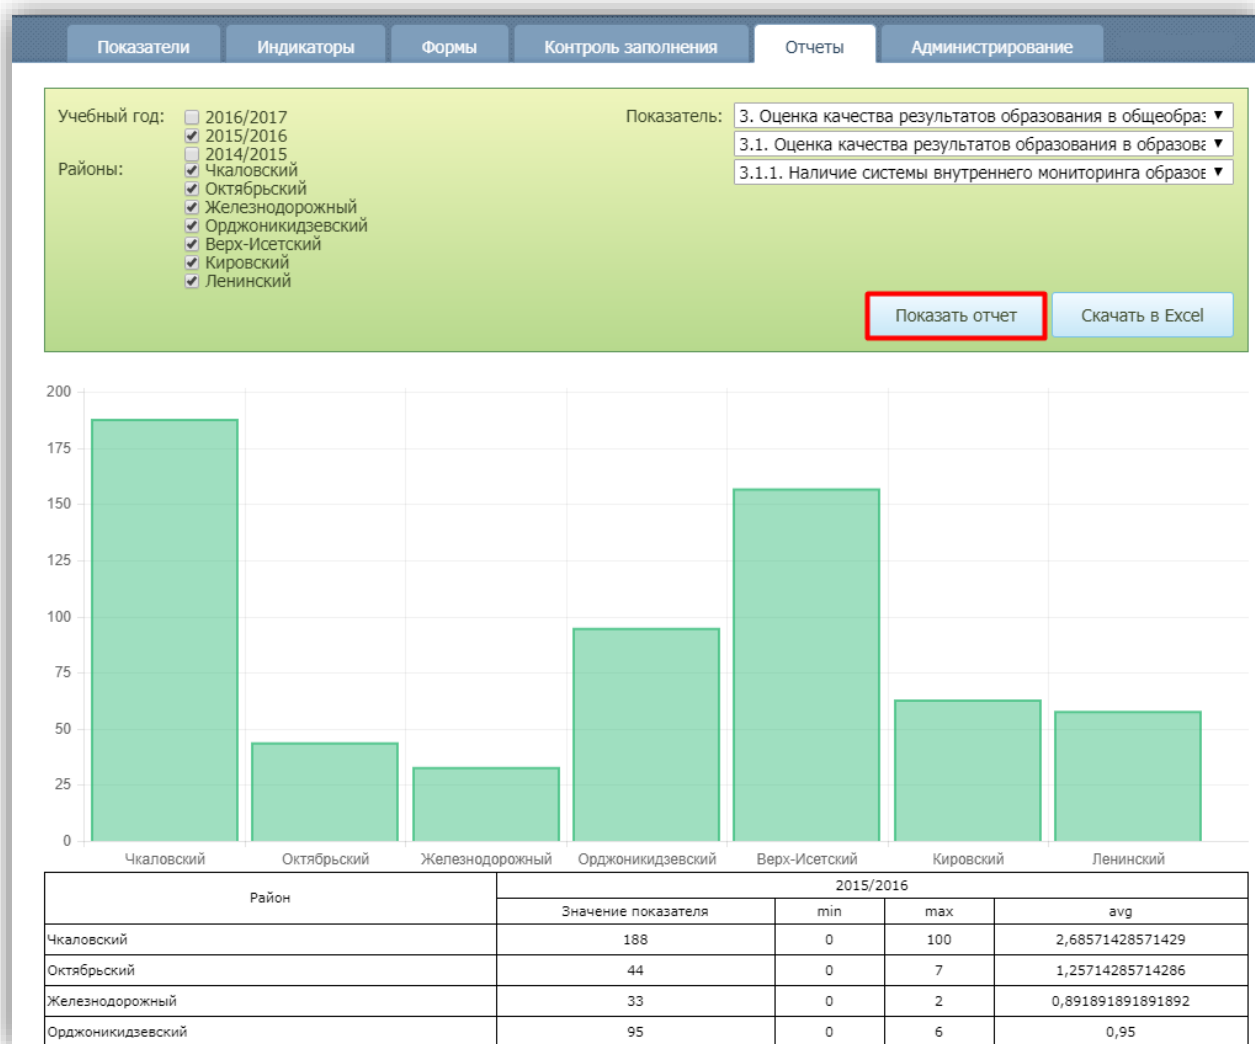 Показатели Индикаторы Формы Контроль заполнения Отчеты Администрирование
Учебный год: 2016/2017
2015/2016
2014/2015
Районы: Чкаловский
Октябрьский
Железнодорожный
Орджоникидзевский
Верх-Исетский
Кировский
Ленинский
Показатель: 3. Оценка качества результатов образования в общеобраз
3.1. Оценка качества результатов образования в образова
3.1.1. Наличие системы внутреннего мониторинга образов
Показать отчет Скачать в Excel
200
175
150
125
100
75
50
25
0
Чкаловский Октябрьский Железнодорожный Орджоникидзевский Верх-Исетский Кировский Ленинский
Район 2015/2016
Значение показателя min max avg
Чкаловский 188 0 100 2,68571428571429
Октябрьский 44 0 7 1,25714285714286
Железнодорожный 33 0 2 0,891891891891892
Орджоникидзевский 95 0 6 0,95